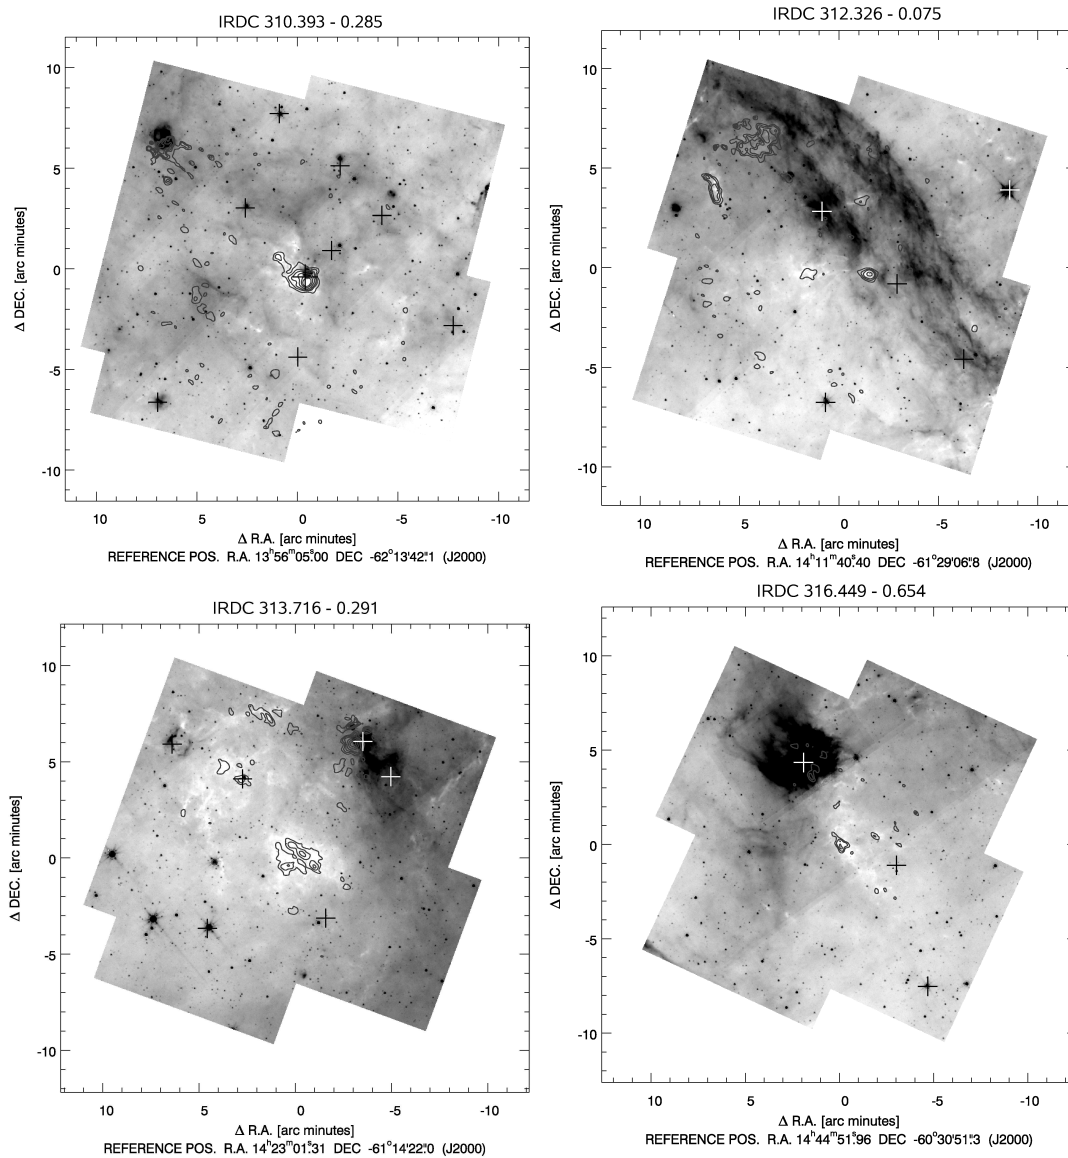 IRDC 310.393 - 0.285
10
5
0
-5
-10
Δ DEC. [arc minutes]
10 5 0 -5 -10
Δ R.A. [arc minutes]
REFERENCE POS. R.A. 13h56m05s.00 DEC -62°13'42".1 (J2000)
IRDC 312.326 - 0.075
10
5
0
-5
-10
Δ DEC. [arc minutes]
10 5 0 -5 -10
Δ R.A. [arc minutes]
REFERENCE POS. R.A. 14h11m40s.40 DEC -61°29'06".8 (J2000)
IRDC 313.716 - 0.291
10
5
0
-5
-10
Δ DEC. [arc minutes]
10 5 0 -5 -10
Δ R.A. [arc minutes]
REFERENCE POS. R.A. 14h23m01s.31 DEC -61°14'22".0 (J2000)
IRDC 316.449 - 0.654
10
5
0
-5
-10
Δ DEC. [arc minutes]
10 5 0 -5 -10
Δ R.A. [arc minutes]
REFERENCE POS. R.A. 14h44m51s.96 DEC -60°30'51".3 (J2000)